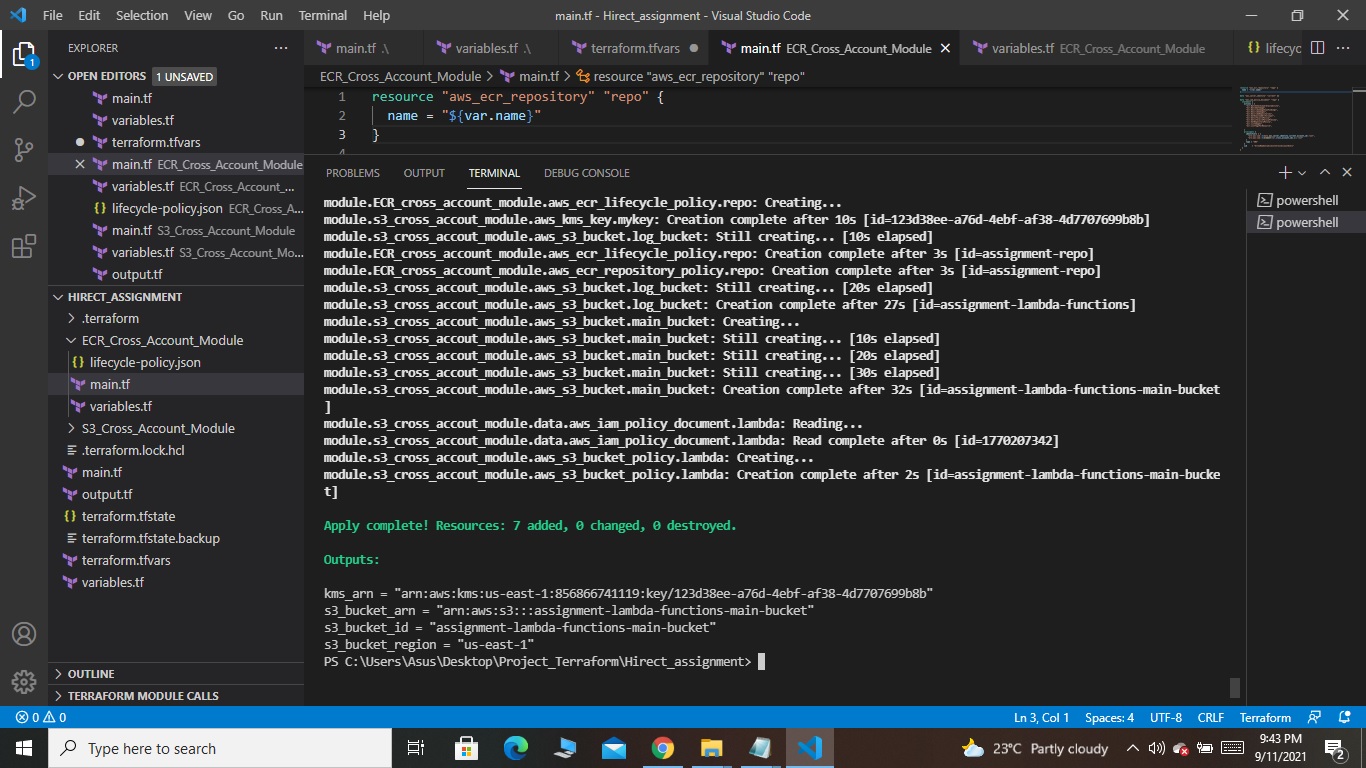 File Edit Selection View Go Run Terminal Help main.tf - Hirect_assignment - Visual Studio Code
EXPLORER
OPEN EDITORS 1 UNSAVED
main.tf
variables.tf
terraform.tfvars
main.tf ECR_Cross_Account_Module
variables.tf ECR_Cross_Account_...
lifecycle-policy.json ECR_Cross_A...
main.tf S3_Cross_Account_Module
variables.tf S3_Cross_Account_Mo...
output.tf
HIRECT_ASSIGNMENT
.terraform
ECR_Cross_Account_Module
lifecycle-policy.json
main.tf
variables.tf
S3_Cross_Account_Module
.terraform.lock.hcl
main.tf
output.tf
terraform.tfstate
terraform.tfstate.backup
terraform.tfvars
variables.tf
OUTLINE
TERRAFORM MODULE CALLS
main.tf .\ variables.tf .\ terraform.tfvars main.tf ECR_Cross_Account_Module variables.tf ECR_Cross_Account_Module lifecyc
ECR_Cross_Account_Module > main.tf > resource "aws_ecr_repository" "repo"
1 resource "aws_ecr_repository" "repo" {
2 name = "${var.name}"
3 }
4
PROBLEMS OUTPUT TERMINAL DEBUG CONSOLE
powershell
powershell
module.ECR_cross_account_module.aws_ecr_lifecycle_policy.repo: Creating...
module.s3_cross_accout_module.aws_kms_key.mykey: Creation complete after 10s [id=123d38ee-a76d-4ebf-af38-4d7707699b8b]
module.s3_cross_accout_module.aws_s3_bucket.log_bucket: Still creating... [10s elapsed]
module.ECR_cross_account_module.aws_ecr_lifecycle_policy.repo: Creation complete after 3s [id=assignment-repo]
module.ECR_cross_account_module.aws_ecr_repository_policy.repo: Creation complete after 3s [id=assignment-repo]
module.s3_cross_accout_module.aws_s3_bucket.log_bucket: Still creating... [20s elapsed]
module.s3_cross_accout_module.aws_s3_bucket.log_bucket: Creation complete after 27s [id=assignment-lambda-functions]
module.s3_cross_accout_module.aws_s3_bucket.main_bucket: Creating...
module.s3_cross_accout_module.aws_s3_bucket.main_bucket: Still creating... [10s elapsed]
module.s3_cross_accout_module.aws_s3_bucket.main_bucket: Still creating... [20s elapsed]
module.s3_cross_accout_module.aws_s3_bucket.main_bucket: Still creating... [30s elapsed]
module.s3_cross_accout_module.aws_s3_bucket.main_bucket: Creation complete after 32s [id=assignment-lambda-functions-main-bucket
]
module.s3_cross_accout_module.data.aws_iam_policy_document.lambda: Reading...
module.s3_cross_accout_module.data.aws_iam_policy_document.lambda: Read complete after 0s [id=1770207342]
module.s3_cross_accout_module.aws_s3_bucket_policy.lambda: Creating...
module.s3_cross_accout_module.aws_s3_bucket_policy.lambda: Creation complete after 2s [id=assignment-lambda-functions-main-bucke
t]
Apply complete! Resources: 7 added, 0 changed, 0 destroyed.
Outputs:
kms_arn = "arn:aws:kms:us-east-1:856866741119:key/123d38ee-a76d-4ebf-af38-4d7707699b8b"
s3_bucket_arn = "arn:aws:s3:::assignment-lambda-functions-main-bucket"
s3_bucket_id = "assignment-lambda-functions-main-bucket"
s3_bucket_region = "us-east-1"
PS C:\Users\Asus\Desktop\Project_Terraform\Hirect_assignment>
0 0 Ln 3, Col 1 Spaces: 4 UTF-8 CRLF Terraform
Type here to search 23°C Partly cloudy 9:43 PM
9/11/2021 2
1